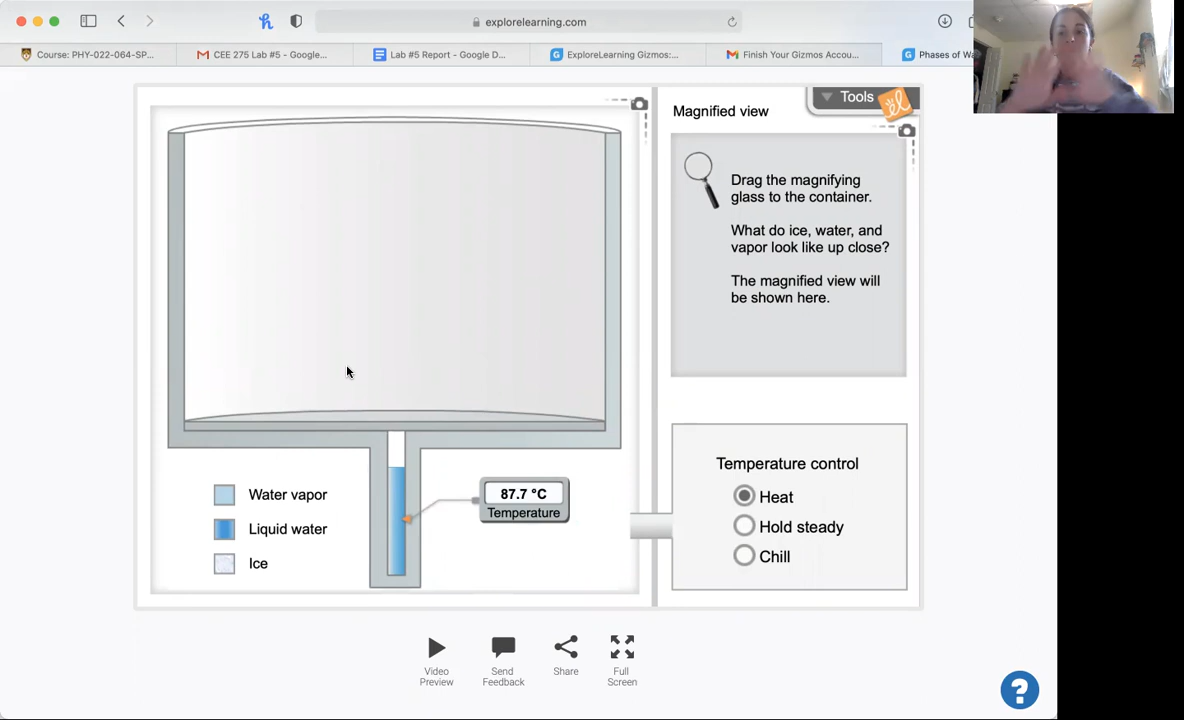 explorelearning.com
Course: PHY-022-064-SP...
CEE 275 Lab #5 - Google...
Lab #5 Report - Google D...
ExploreLearning Gizmos:...
Finish Your Gizmos Accou...
Phases of Wa
Magnified view
Tools
el
Drag the magnifying
glass to the container.
What do ice, water, and
vapor look like up close?
The magnified view will
be shown here.
87.7 °C
Temperature
Water vapor
Liquid water
Ice
Temperature control
Heat
Hold steady
Chill
Video
Preview
Send
Feedback
Share
Full
Screen
?